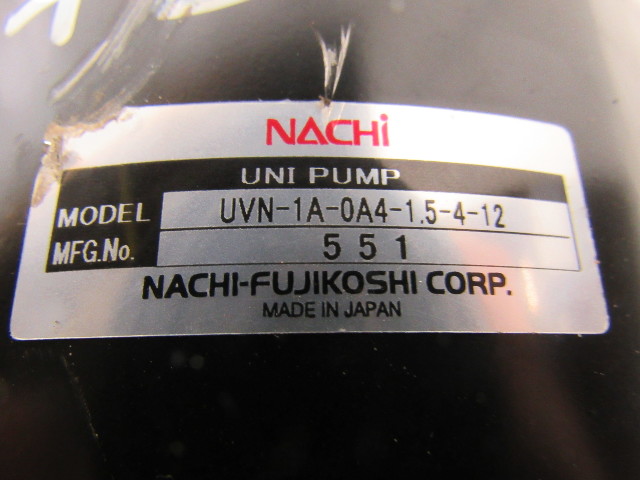 NACHi
UNI PUMP
MODEL UVN-1A-0A4-1.5-4-12
MFG.No. 551
NACHI-FUJIKOSHI CORP.
MADE IN JAPAN